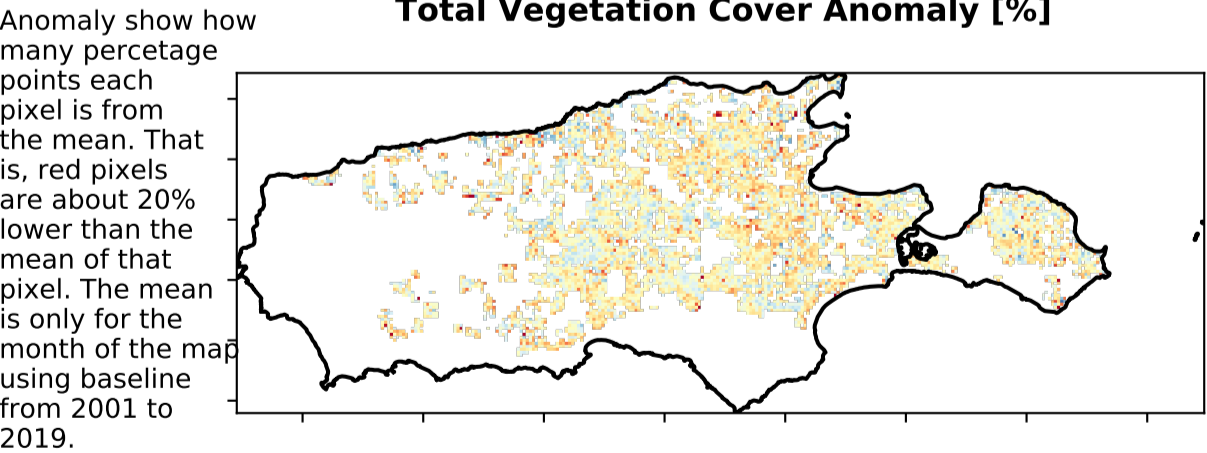 Total Vegetation Cover Anomaly [%]
Anomaly show how
many percetage
points each
pixel is from
the mean. That
is, red pixels
are about 20%
lower than the
mean of that
pixel. The mean
is only for the
month of the map
using baseline
from 2001 to
2019.